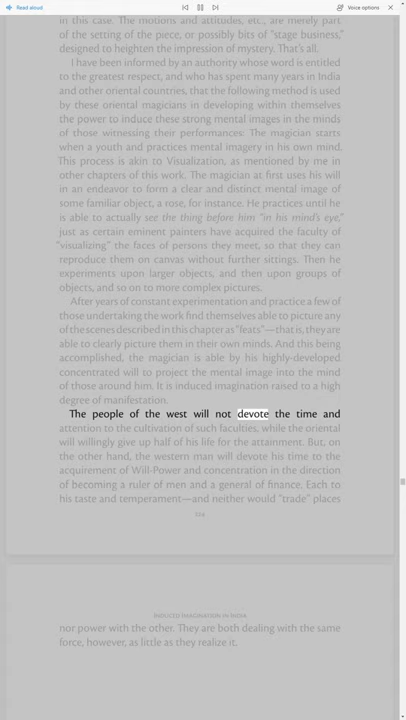 Read aloud
Voice options
in this case. The motions and attitudes, etc., are merely part
of the setting of the piece, or possibly bits of "stage business,"
designed to heighten the impression of mystery. That's all.
I have been informed by an authority whose word is entitled
to the greatest respect, and who has spent many years in India
and other oriental countries, that the following method is used
by these oriental magicians in developing within themselves
the power to induce these strong mental images in the minds
of those witnessing their performances: The magician starts
when a youth and practices mental imagery in his own mind.
This process is akin to Visualization, as mentioned by me in
other chapters of this work. The magician at first uses his will
in an endeavor to form a clear and distinct mental image of
some familiar object, a rose, for instance. He practices until he
is able to actually see the thing before him "in his mind's eye,"
just as certain eminent painters have acquired the faculty of
"visualizing" the faces of persons they meet, so that they can
reproduce them on canvas without further sittings. Then he
experiments upon larger objects, and then upon groups of
objects, and so on to more complex pictures.
After years of constant experimentation and practice a few of
those undertaking the work find themselves able to picture any
of the scenes described in this chapter as "feats"—that is, they are
able to clearly picture them in their own minds. And this being
accomplished, the magician is able by his highly-developed
concentrated will to project the mental image into the mind
of those around him. It is induced imagination raised to a high
degree of manifestation.
The people of the west will not devote the time and
attention to the cultivation of such faculties, while the oriental
will willingly give up half of his life for the attainment. But, on
the other hand, the western man will devote his time to the
acquirement of Will-Power and concentration in the direction
of becoming a ruler of men and a general of finance. Each to
his taste and temperament—and neither would "trade" places
104
Induced Imagination in India
nor power with the other. They are both dealing with the same
force, however, as little as they realize it.